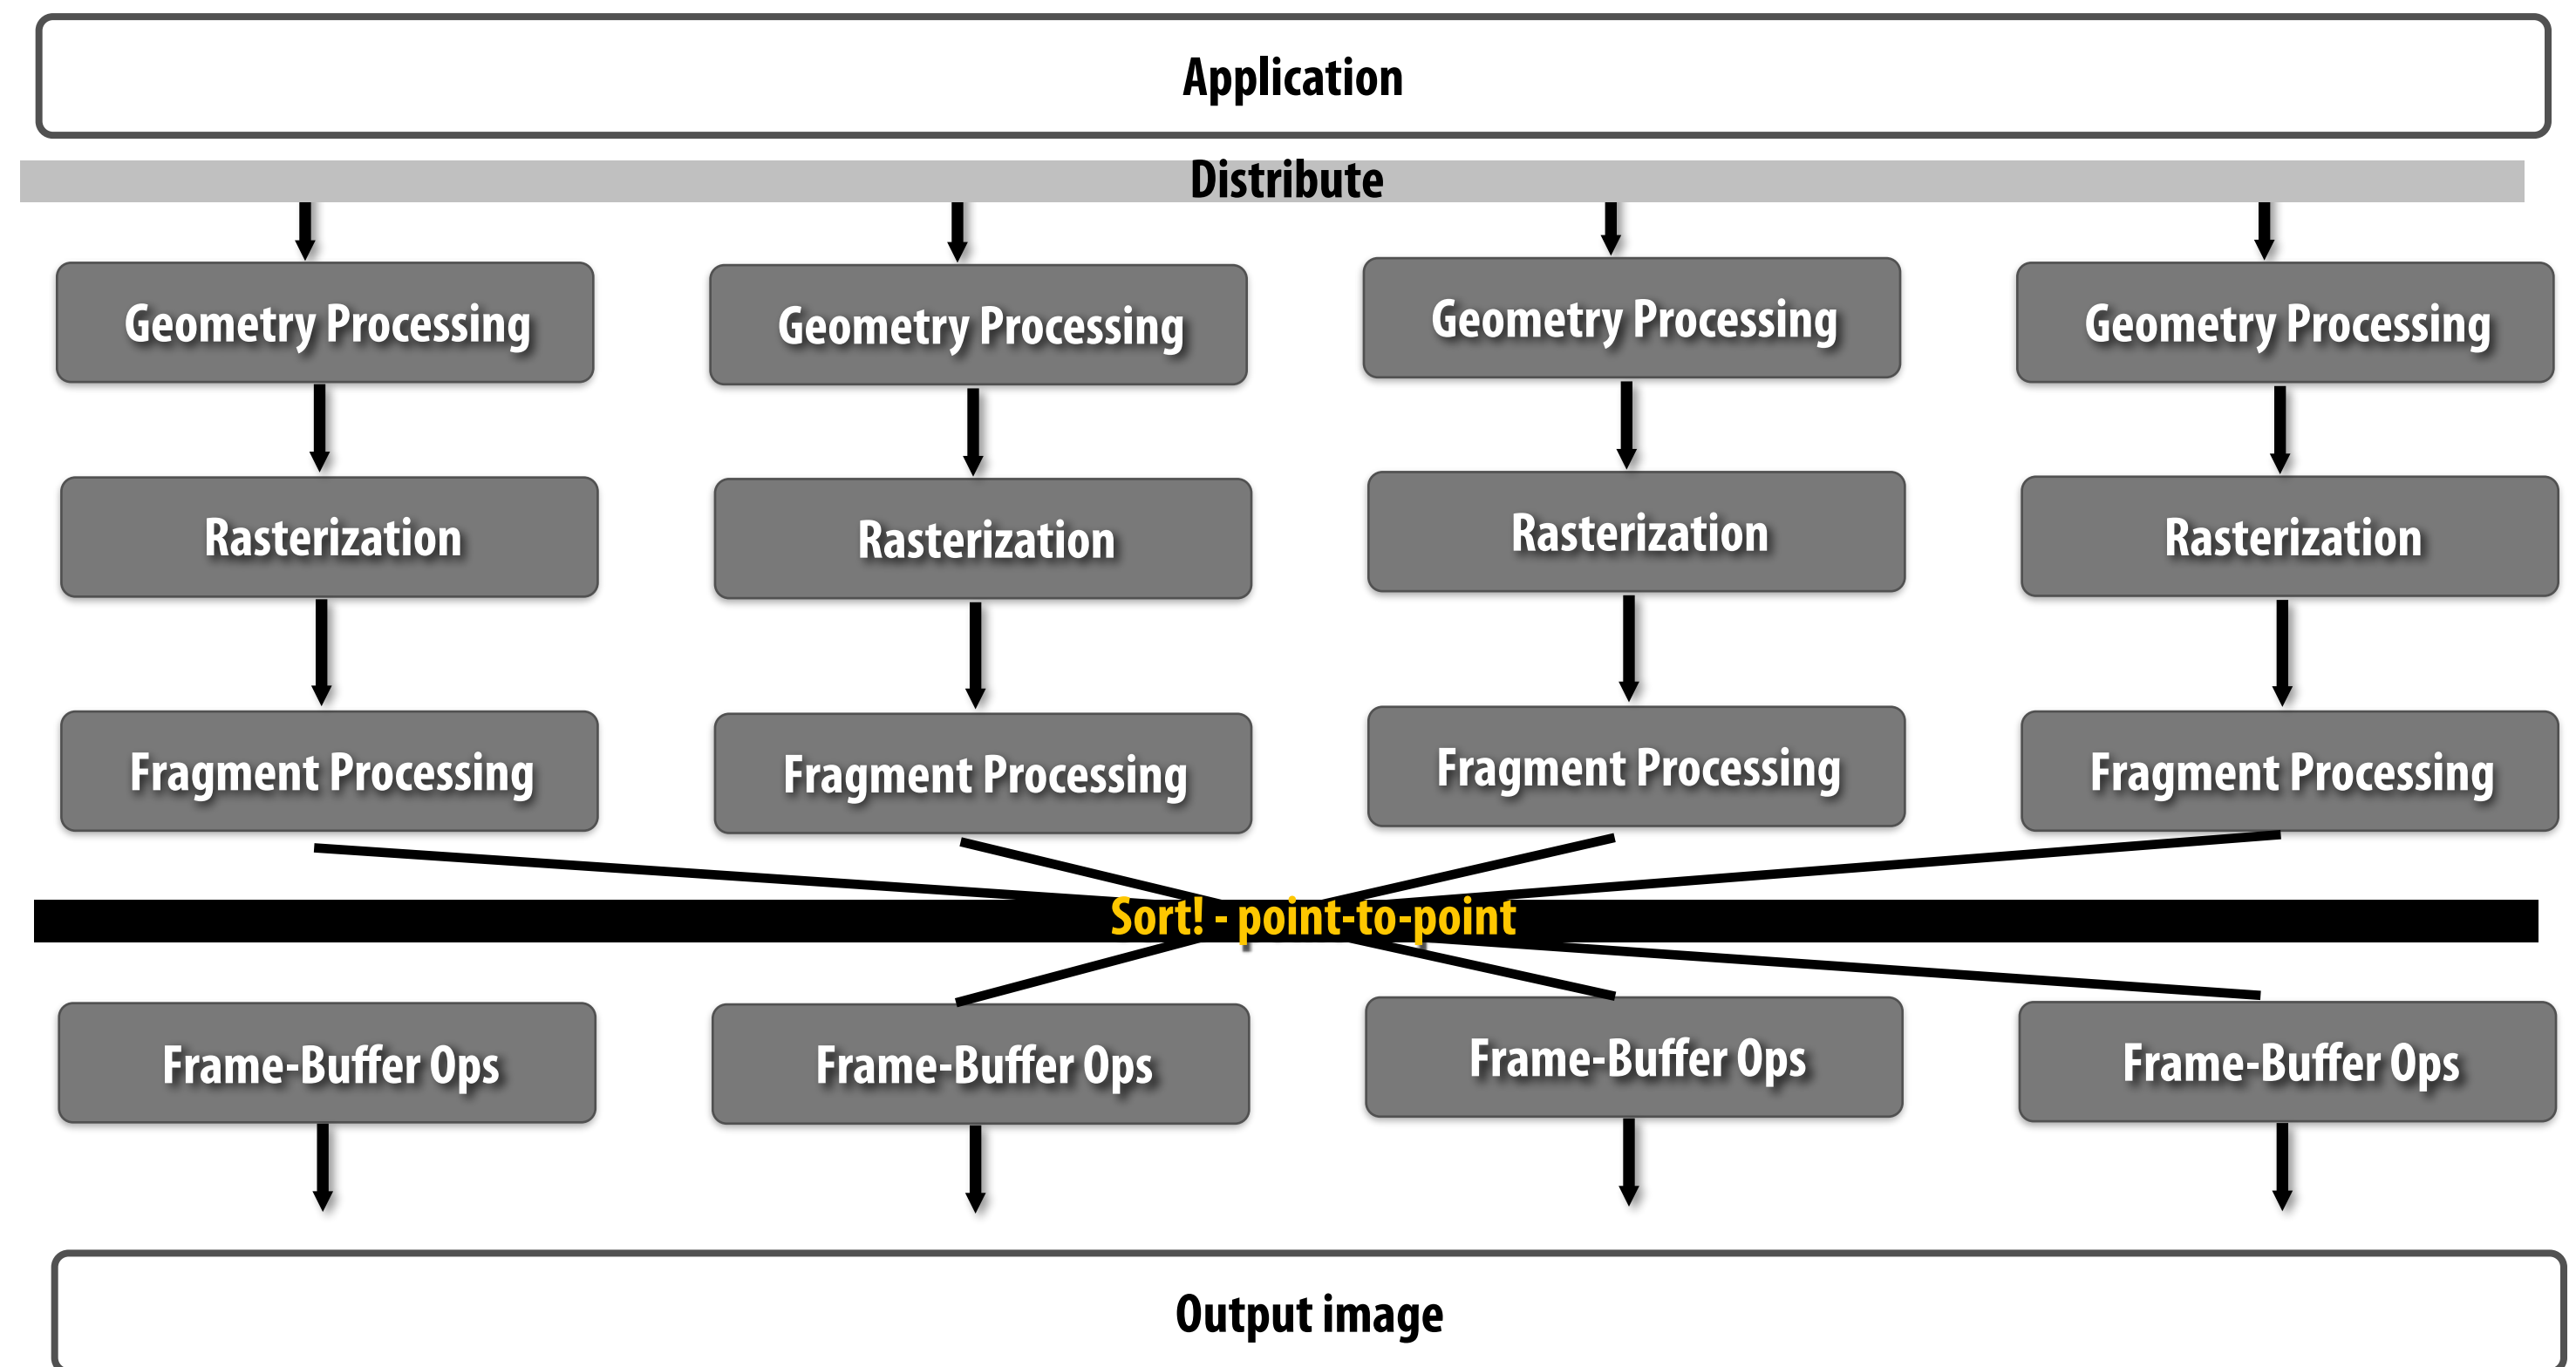 Application
Distribute
Geometry Processing
Geometry Processing
Geometry Processing
Geometry Processing
Rasterization
Rasterization
Rasterization
Rasterization
Fragment Processing
Fragment Processing
Fragment Processing
Fragment Processing
Sort! - point-to-point
Frame-Buffer Ops
Frame-Buffer Ops
Frame-Buffer Ops
Frame-Buffer Ops
Output image